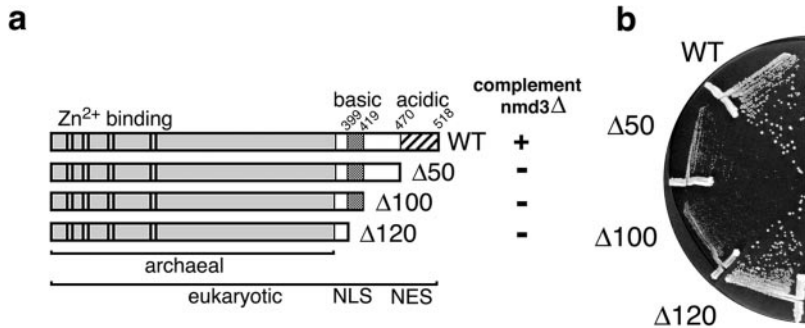 a
b
Zn2+ binding
basic
acidic
complement
nmd3Δ
399
419
470
518
WT
+
Δ50
-
Δ100
-
Δ120
-
archaeal
eukaryotic
NLS
NES
WT
Δ50
Δ100
Δ120